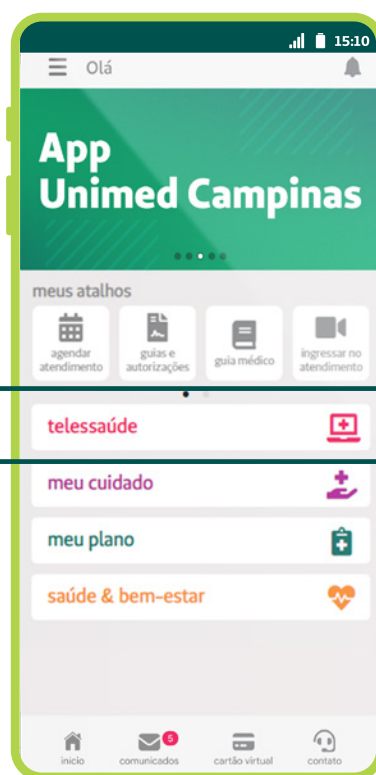 15:10
Olá
App
Unimed Campinas
meus atalhos
agendar
atendimento
guias e
autorizações
guia médico
ingressar no
atendimento
telessaúde
meu cuidado
meu plano
saúde & bem-estar
5
inicio
comunicados
cartão virtual
contato